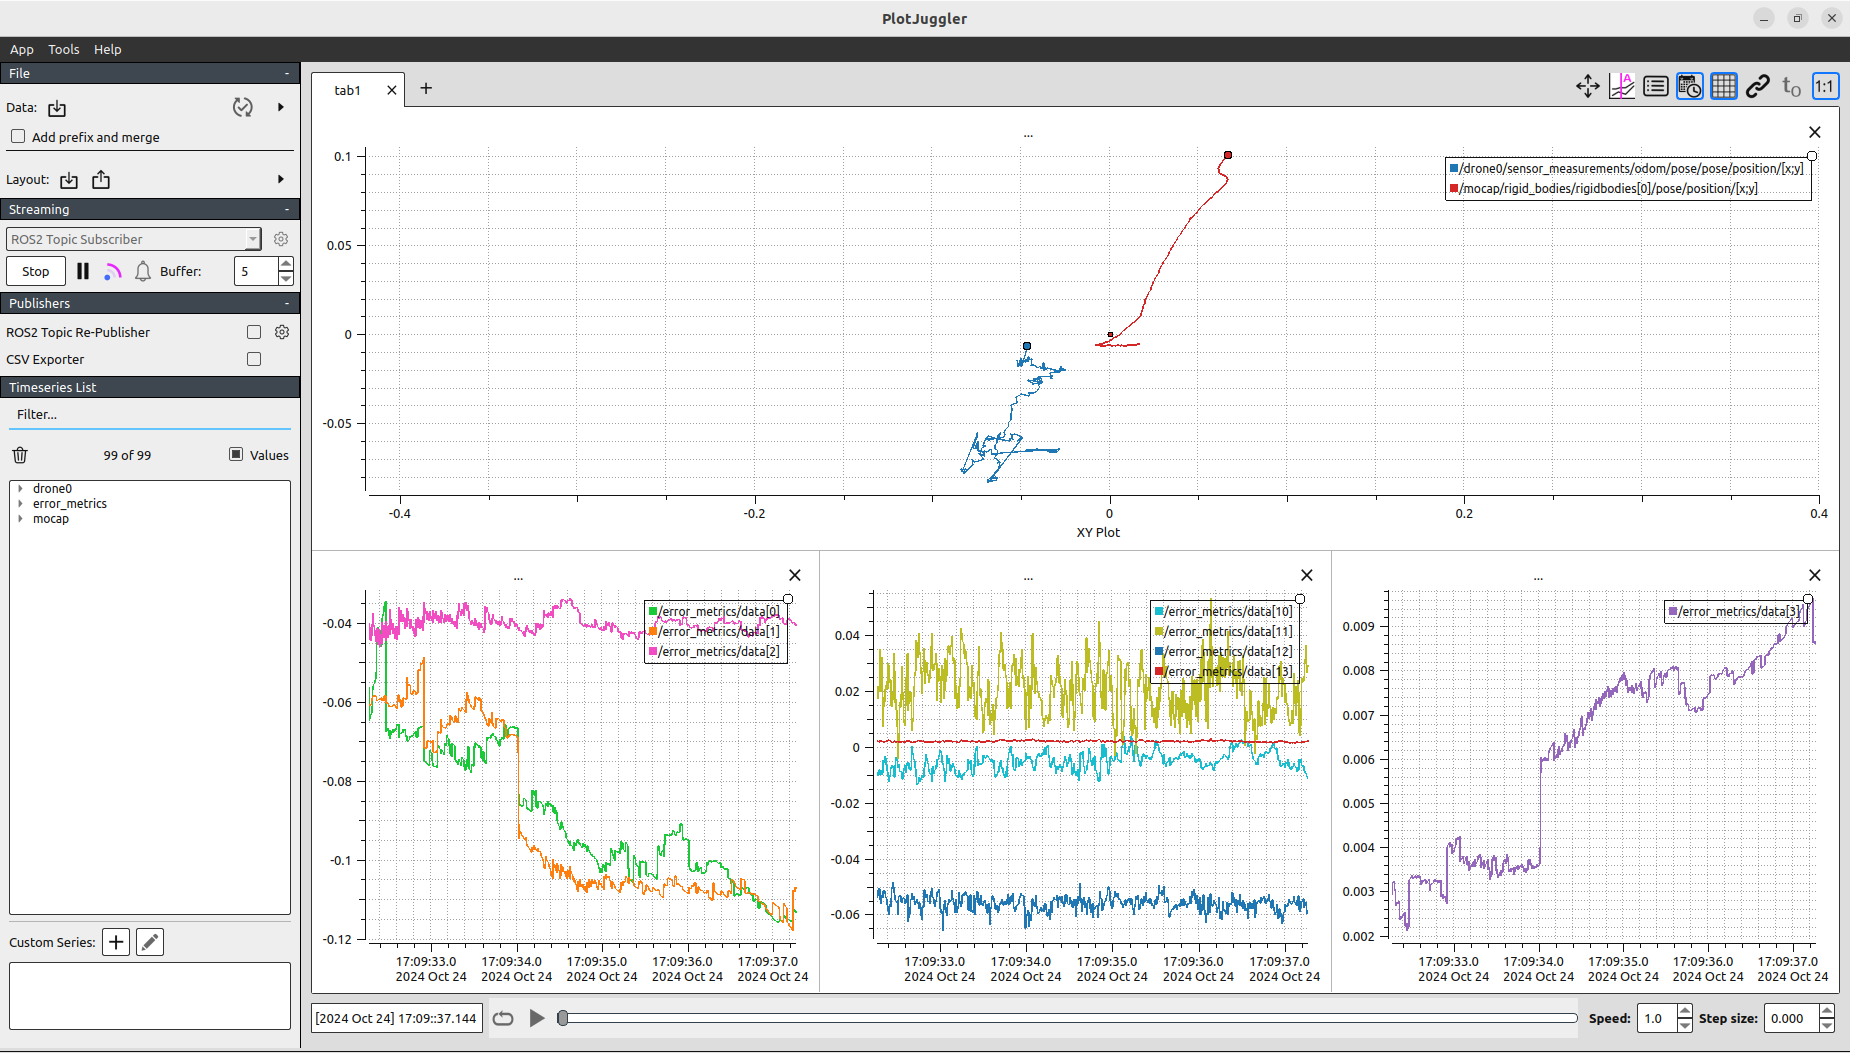 PlotJuggler
App Tools Help
File -
Data:
Add prefix and merge
Layout:
Streaming -
ROS2 Topic Subscriber
Stop Buffer: 5
Publishers -
ROS2 Topic Re-Publisher
CSV Exporter
Timeseries List
Filter...
99 of 99 Values
drone0
error_metrics
mocap
Custom Series:
tab1
A
t0 1:1
...
/drone0/sensor_measurements/odom/pose/pose/position/[x;y]
/mocap/rigid_bodies/rigidbodies[0]/pose/position/[x;y]
0.1
0.05
0
-0.05
-0.4 -0.2 0 0.2 0.4
XY Plot
...
/error_metrics/data[0]
/error_metrics/data[1]
/error_metrics/data[2]
-0.04
-0.06
-0.08
-0.1
-0.12
17:09:33.0 17:09:34.0 17:09:35.0 17:09:36.0 17:09:37.0
2024 Oct 24 2024 Oct 24 2024 Oct 24 2024 Oct 24 2024 Oct 24
...
/error_metrics/data[10]
/error_metrics/data[11]
/error_metrics/data[12]
/error_metrics/data[13]
0.04
0.02
0
-0.02
-0.04
-0.06
17:09:33.0 17:09:34.0 17:09:35.0 17:09:36.0 17:09:37.0
2024 Oct 24 2024 Oct 24 2024 Oct 24 2024 Oct 24 2024 Oct 24
...
/error_metrics/data[3]
0.009
0.008
0.007
0.006
0.005
0.004
0.003
0.002
17:09:33.0 17:09:34.0 17:09:35.0 17:09:36.0 17:09:37.0
2024 Oct 24 2024 Oct 24 2024 Oct 24 2024 Oct 24 2024 Oct 24
[2024 Oct 24] 17:09::37.144 Speed: 1.0 Step size: 0.000